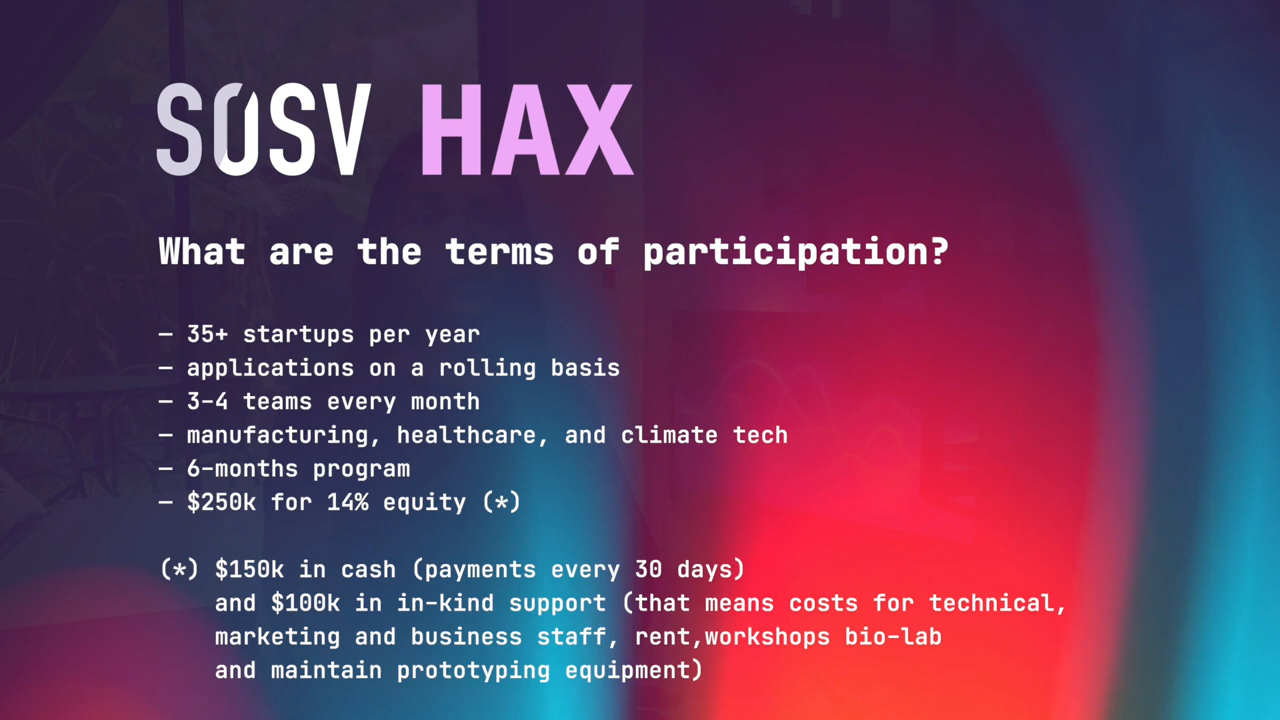 SOSV HAX
What are the terms of participation?
– 35+ startups per year
– applications on a rolling basis
– 3-4 teams every month
– manufacturing, healthcare, and climate tech
– 6-months program
– $250k for 14% equity (*)
(*) $150k in cash (payments every 30 days)
and $100k in in-kind support (that means costs for technical,
marketing and business staff, rent,workshops bio-lab
and maintain prototyping equipment)